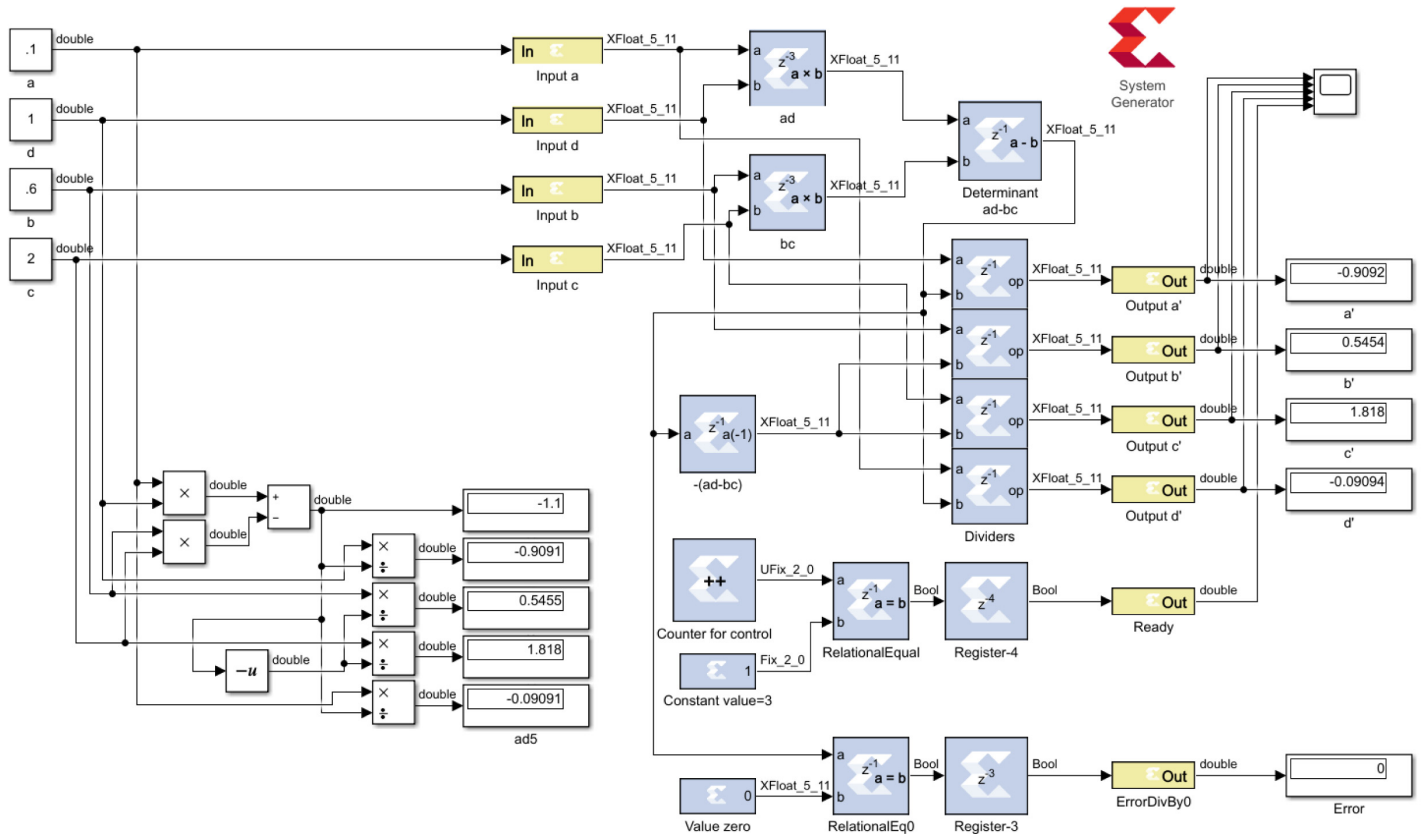 .1
double
a
1
double
d
.6
double
b
2
double
c
In
XFloat_5_11
Input a
In
XFloat_5_11
Input d
In
XFloat_5_11
Input b
In
XFloat_5_11
Input c
a
b
z-3
a × b
XFloat_5_11
ad
a
b
z-3
a × b
XFloat_5_11
bc
a
b
z-1
a - b
XFloat_5_11
Determinant
ad-bc
System
Generator
a
b
z-1
op
XFloat_5_11
Out
double
Output a'
-0.9092
a'
a
b
z-1
op
XFloat_5_11
Out
double
Output b'
0.5454
b'
a
b
z-1
op
XFloat_5_11
Out
double
Output c'
1.818
c'
a
b
z-1
op
XFloat_5_11
Out
double
Output d'
-0.09094
d'
Dividers
a
z-1
a(-1)
XFloat_5_11
-(ad-bc)
×
double
×
double
+
−
double
-1.1
×
÷
double
-0.9091
×
÷
double
0.5455
×
÷
double
1.818
-u
double
×
÷
double
-0.09091
ad5
++
UFix_2_0
Counter for control
1
Fix_2_0
Constant value=3
a
b
z-1
a = b
Bool
RelationalEqual
z-4
Bool
Register-4
Out
double
Ready
0
XFloat_5_11
Value zero
a
b
z-1
a = b
Bool
RelationalEq0
z-3
Bool
Register-3
Out
double
ErrorDivBy0
0
Error